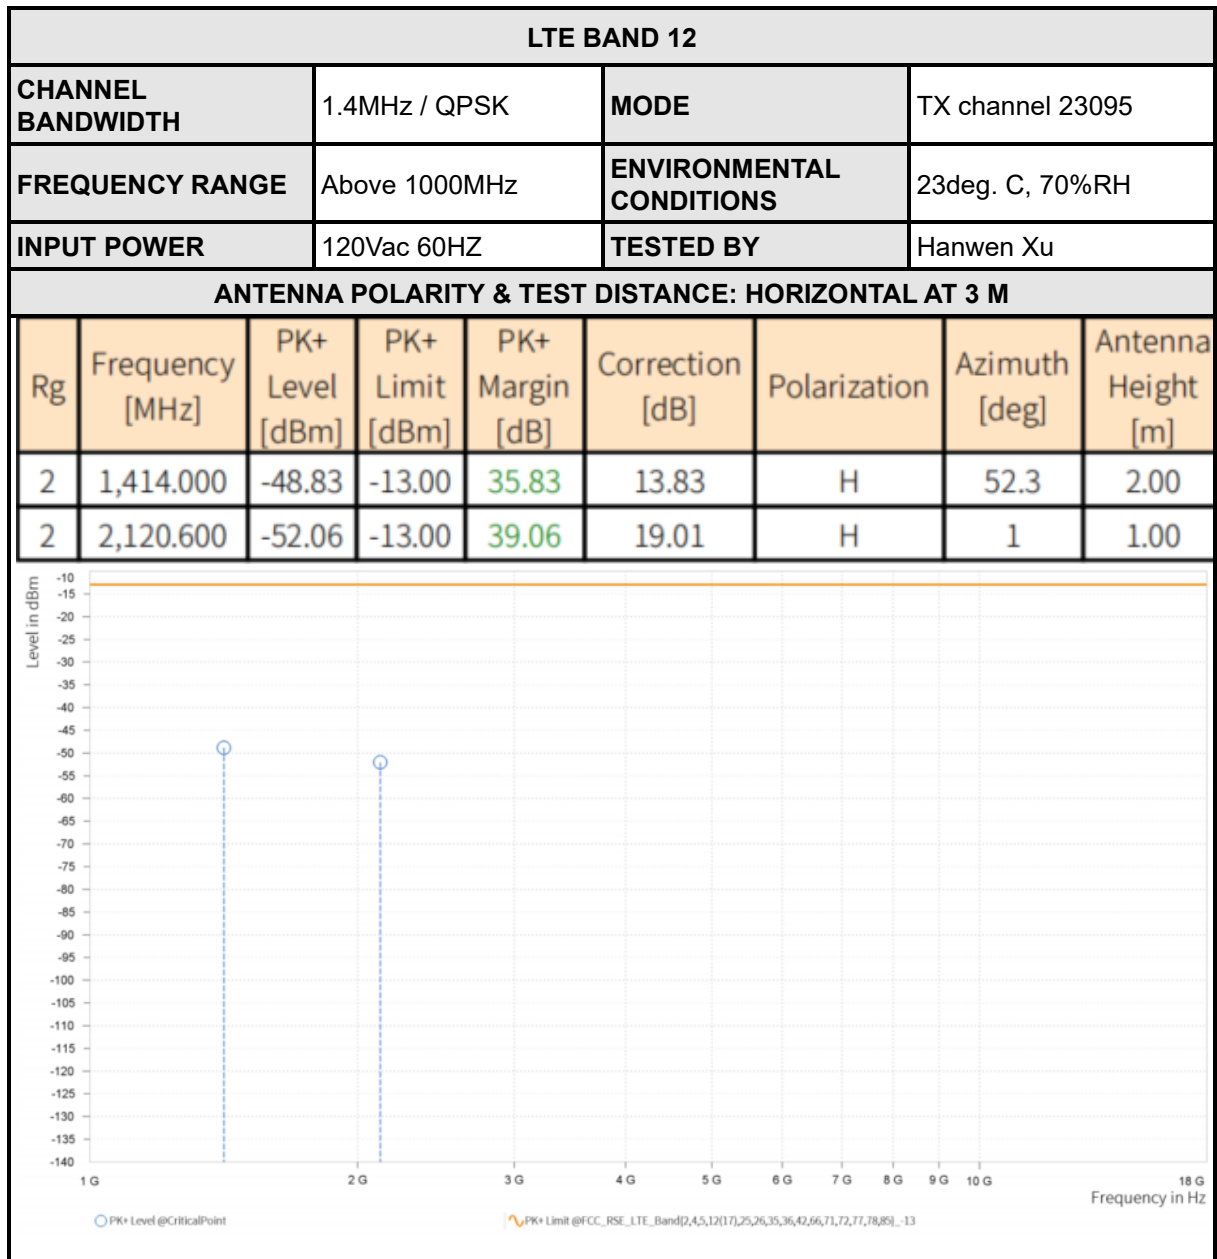 LTE BAND 12
CHANNEL BANDWIDTH 1.4MHz / QPSK MODE TX channel 23095
FREQUENCY RANGE Above 1000MHz ENVIRONMENTAL CONDITIONS 23deg. C, 70%RH
INPUT POWER 120Vac 60HZ TESTED BY Hanwen Xu
ANTENNA POLARITY & TEST DISTANCE: HORIZONTAL AT 3 M
Rg Frequency [MHz] PK+ Level [dBm] PK+ Limit [dBm] PK+ Margin [dB] Correction [dB] Polarization Azimuth [deg] Antenna Height [m]
2 1,414.000 -48.83 -13.00 35.83 13.83 H 52.3 2.00
2 2,120.600 -52.06 -13.00 39.06 19.01 H 1 1.00
Level in dBm
-10
-15
-20
-25
-30
-35
-40
-45
-50
-55
-60
-65
-70
-75
-80
-85
-90
-95
-100
-105
-110
-115
-120
-125
-130
-135
-140
1 G 2 G 3 G 4 G 5 G 6 G 7 G 8 G 9 G 10 G 18 G
Frequency in Hz
PK+ Level @CriticalPoint PK+ Limit @FCC_RSE_LTE_Band(2,4,5,12(17),25,26,35,36,42,66,71,72,77,78,85)_-13